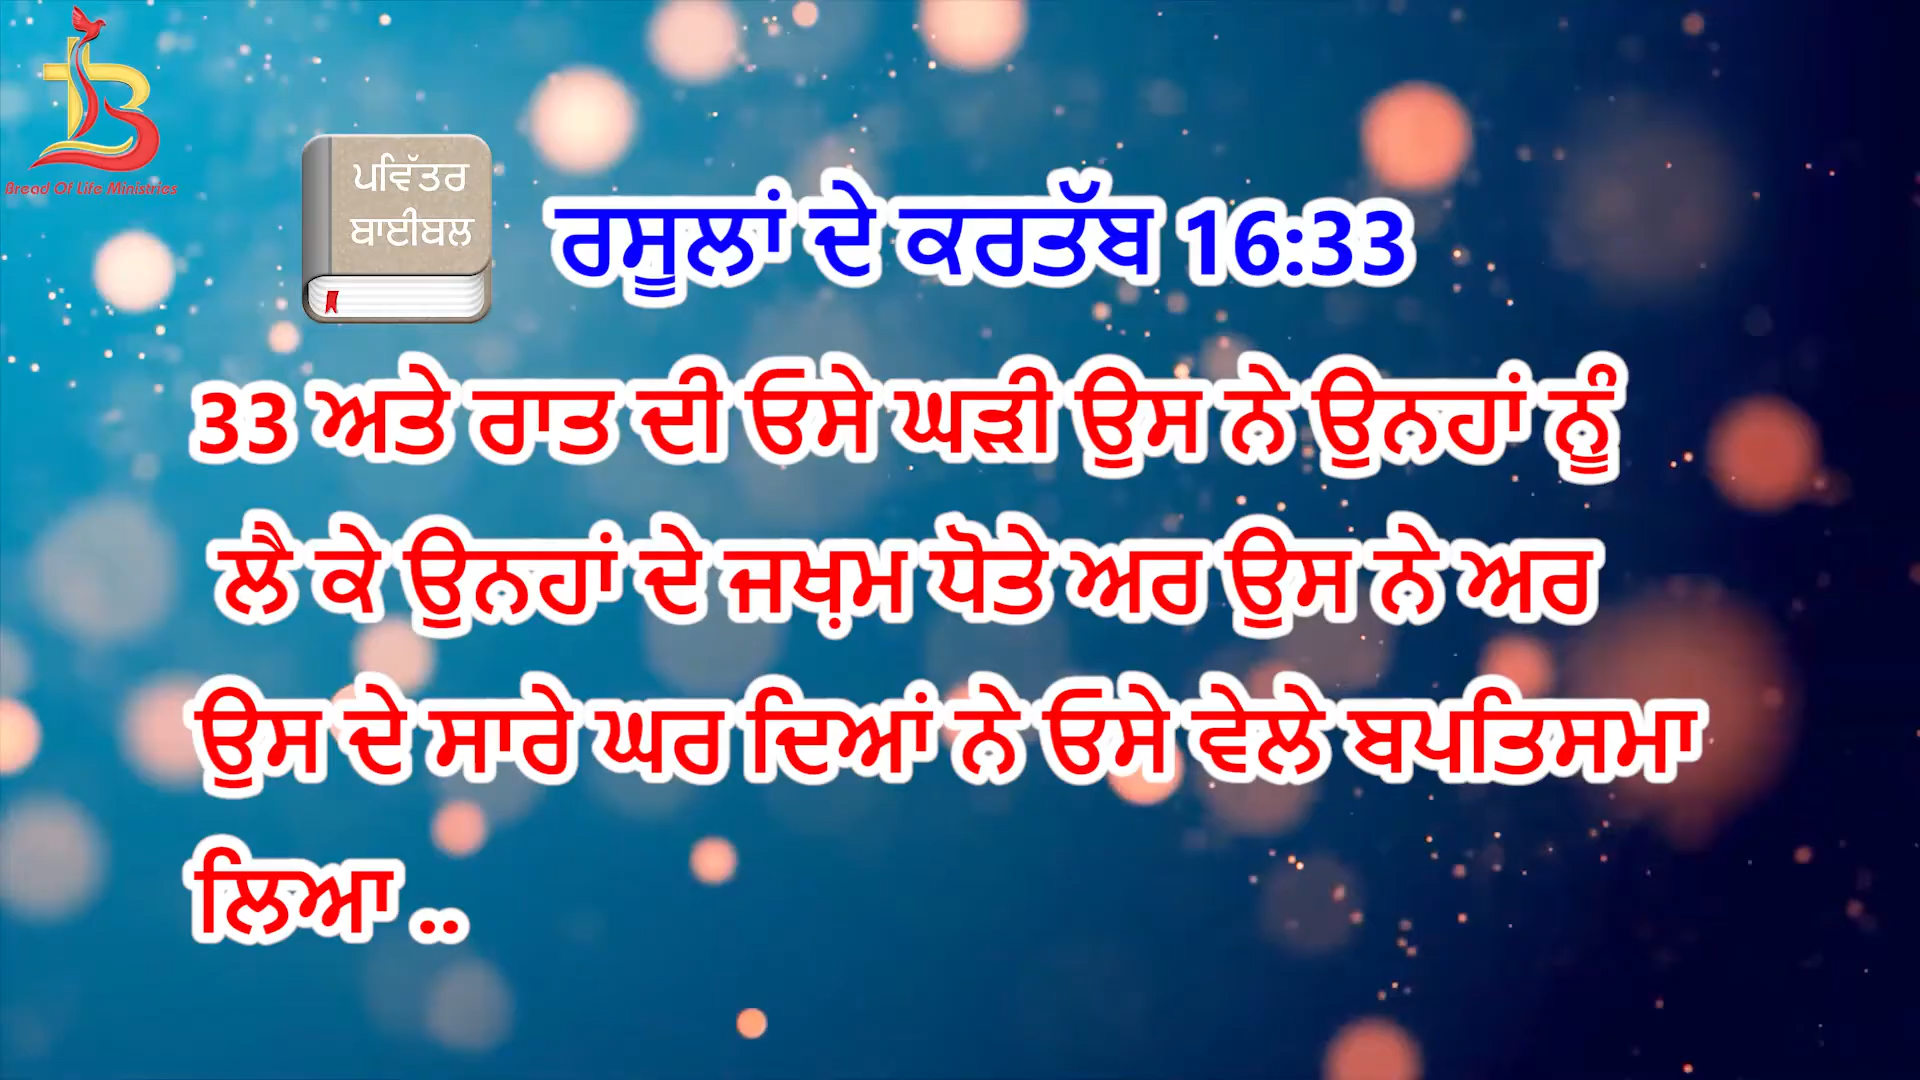 Bread Of Life Ministries
ਪਵਿੱਤਰ
ਬਾਈਬਲ
ਰਸੂਲਾਂ ਦੇ ਕਰਤੱਬ 16:33
33 ਅਤੇ ਰਾਤ ਦੀ ਓਸੇ ਘੜੀ ਉਸ ਨੇ ਉਨਹਾਂ ਨੂੰ
ਲੈ ਕੇ ਉਨਹਾਂ ਦੇ ਜਖ਼ਮ ਧੋਤੇ ਅਰ ਉਸ ਨੇ ਅਰ
ਉਸ ਦੇ ਸਾਰੇ ਘਰ ਦਿਆਂ ਨੇ ਓਸੇ ਵੇਲੇ ਬਪਤਿਸਮਾ
ਲਿਆ ..